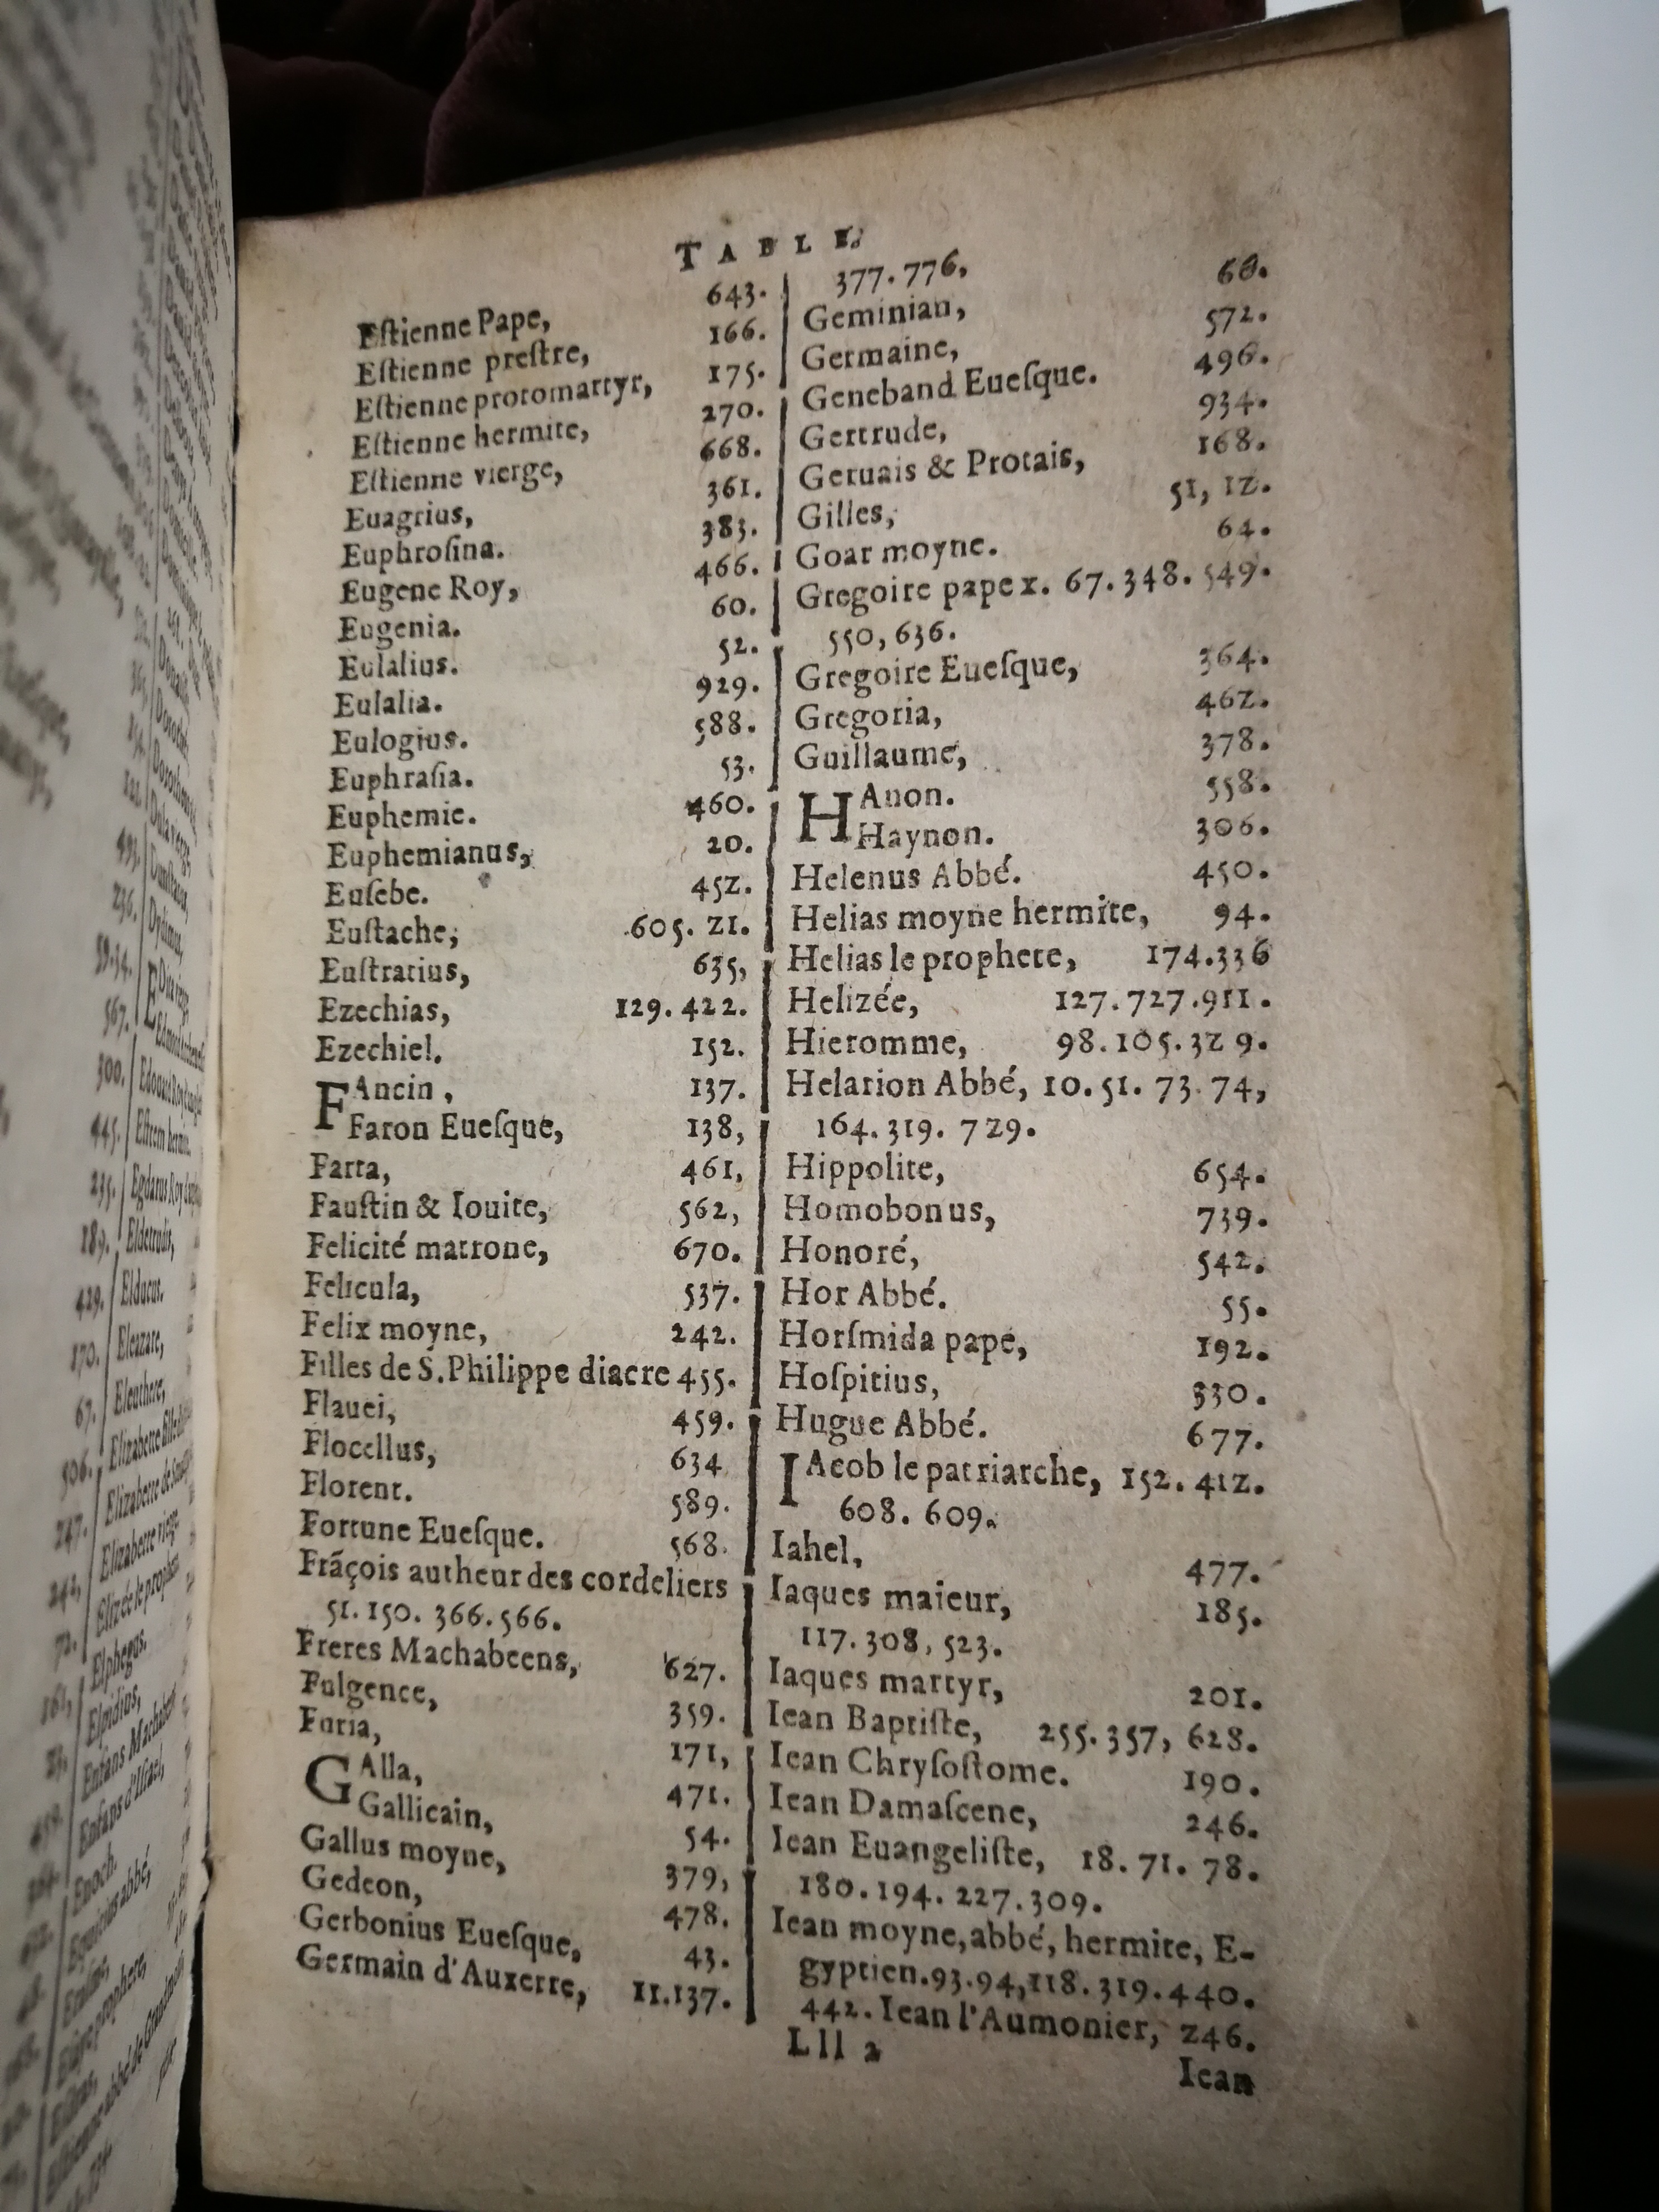 TABLE.
Eſtienne Pape, 643.
Eſtienne preſtre, 166.
Eſtienne protomartyr, 175.
Eſtienne hermite, 270.
Eſtienne vierge, 668.
Euagrius, 361.
Euphroſina. 383.
Eugene Roy, 466.
Eugenia. 60.
Eulalius. 52.
Eulalia. 929.
Eulogius. 588.
Euphraſia. 53.
Euphemie. 460.
Euphemianus, 20.
Euſebe. 452.
Euſtache, 605. 21.
Euſtratius, 635,
Ezechias, 129. 422.
Ezechiel. 152.
FAncin, 137.
Faron Eueſque, 138,
Farra, 461,
Fauſtin & Iouite, 562,
Felicité matrone, 670.
Felicula, 537.
Felix moyne, 242.
Filles de S. Philippe diacre 455.
Flauei, 459.
Flocellus, 634
Florent. 589.
Fortune Eueſque. 568.
Frãçois autheur des cordeliers
51. 150. 366. 566.
Freres Machabeens, 627.
Fulgence, 359.
Furia, 171,
GAlla, 471.
Gallicain, 54.
Gallus moyne, 379,
Gedeon, 478.
Gerbonius Eueſque, 43.
Germain d'Auxerre, 11.137.
377. 776,
Geminian, 66.
Germaine, 572.
Geneband Eueſque. 496.
Gertrude, 934.
Geruais & Protais, 168.
Gilles, 51, 12.
Goar moyne. 64.
Gregoire pape x. 67. 348. 549.
550, 636.
Gregoire Eueſque, 364.
Gregoria, 462.
Guillaume, 378.
HAnon. 558.
Haynon. 306.
Helenus Abbé. 450.
Helias moyne hermite, 94.
Helias le prophete, 174.336
Helizée, 127. 727. 911.
Hieromme, 98. 105. 329.
Helarion Abbé, 10. 51. 73. 74,
164. 319. 729.
Hippolite, 654.
Homobonus, 739.
Honoré, 542.
Hor Abbé. 55.
Horſmida pape, 192.
Hoſpitius, 330.
Hugue Abbé. 677.
IAcob le patriarche, 152. 412.
608. 609.
Iahel, 477.
Iaques maieur, 185.
117. 308, 523.
Iaques martyr, 201.
Iean Baptiſte, 255. 357, 628.
Iean Chryſoſtome. 190.
Iean Damaſcene, 246.
Iean Euangeliſte, 18. 71. 78.
180. 194. 227. 309.
Iean moyne, abbé, hermite, E-
gyptien. 93. 94, 118. 319. 440.
442. Iean l'Aumonier, 246.
Lll 2
Iean